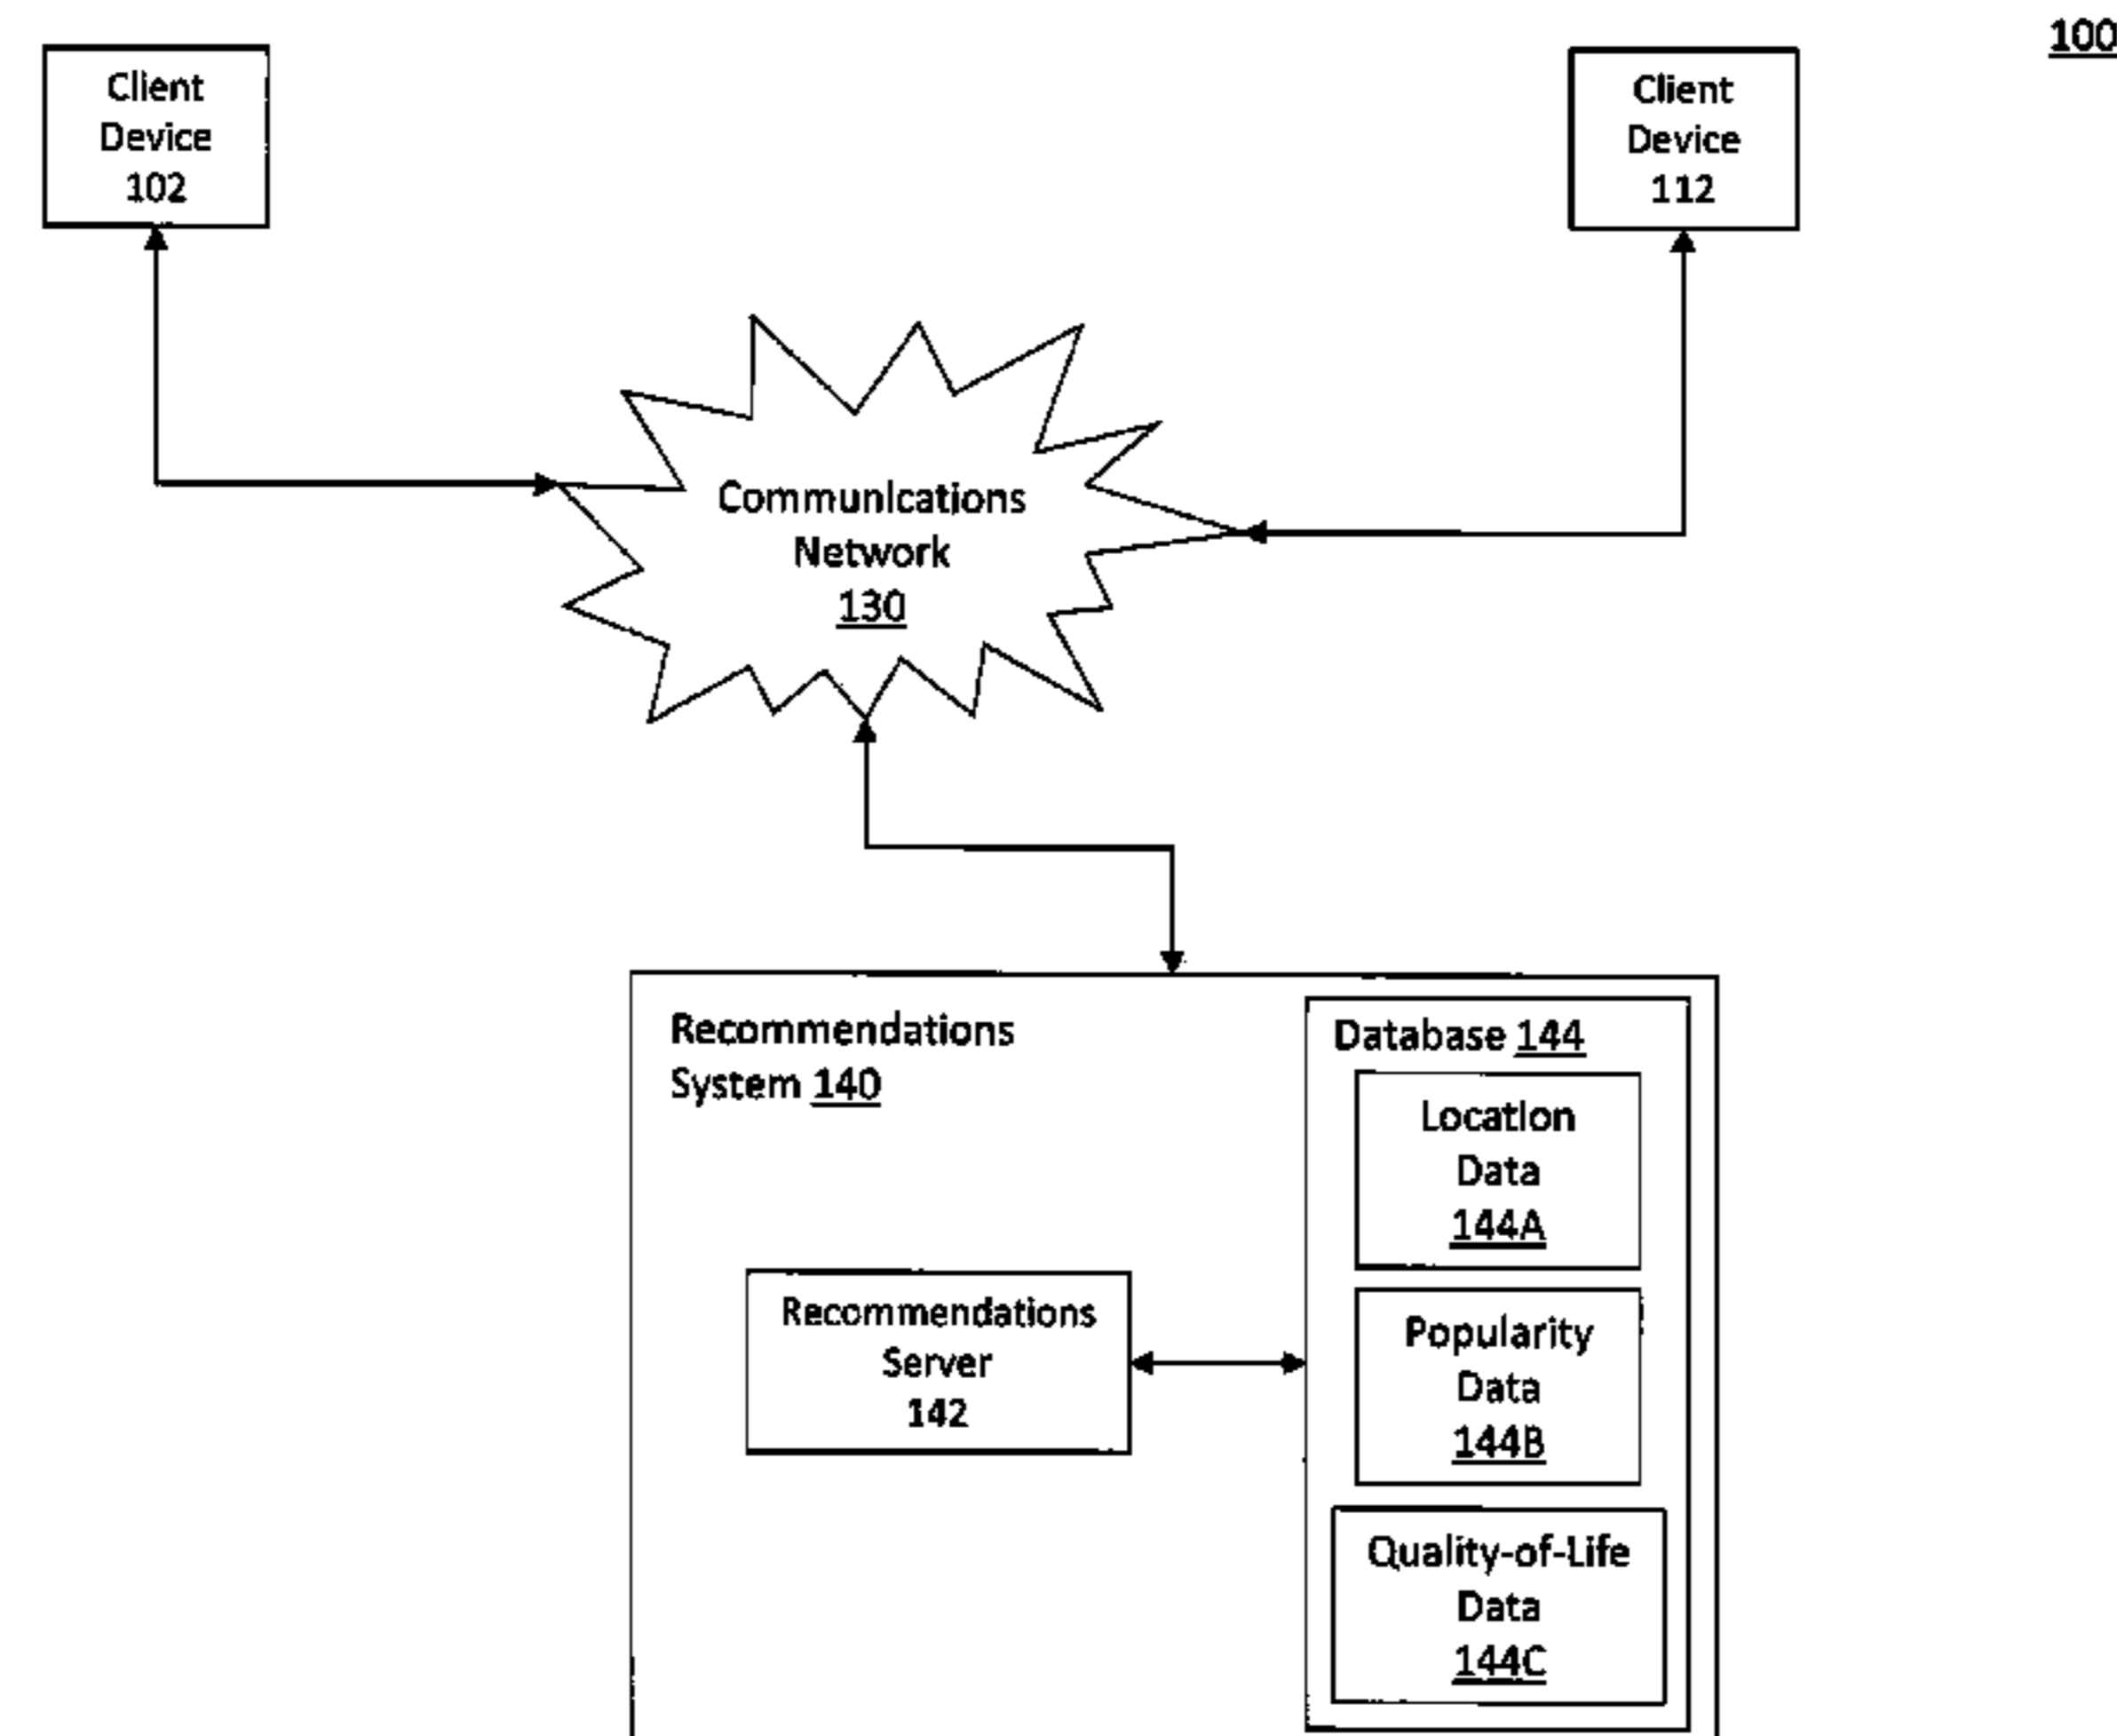 100
Client
Device
102
Client
Device
112
Communications
Network
130
Recommendations
System 140
Database 144
Location
Data
144A
Popularity
Data
144B
Quality-of-Life
Data
144C
Recommendations
Server
142